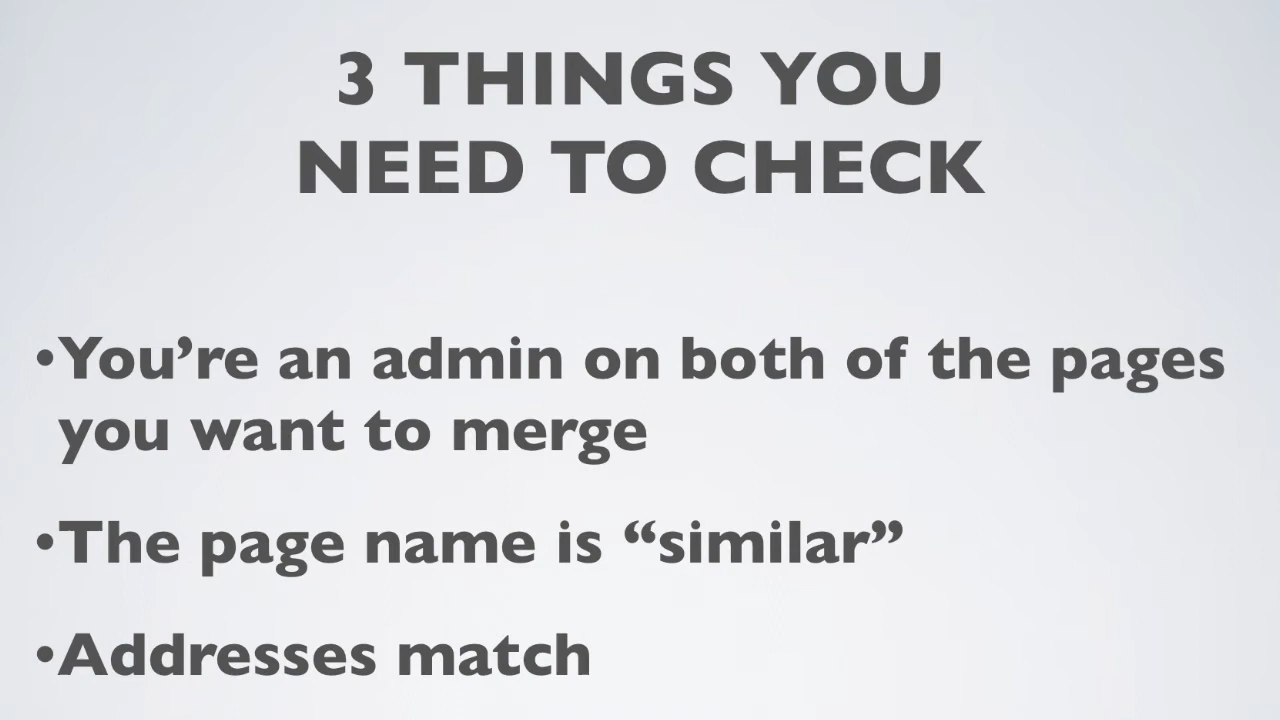 3 THINGS YOU
NEED TO CHECK
•You’re an admin on both of the pages
you want to merge
•The page name is “similar”
•Addresses match